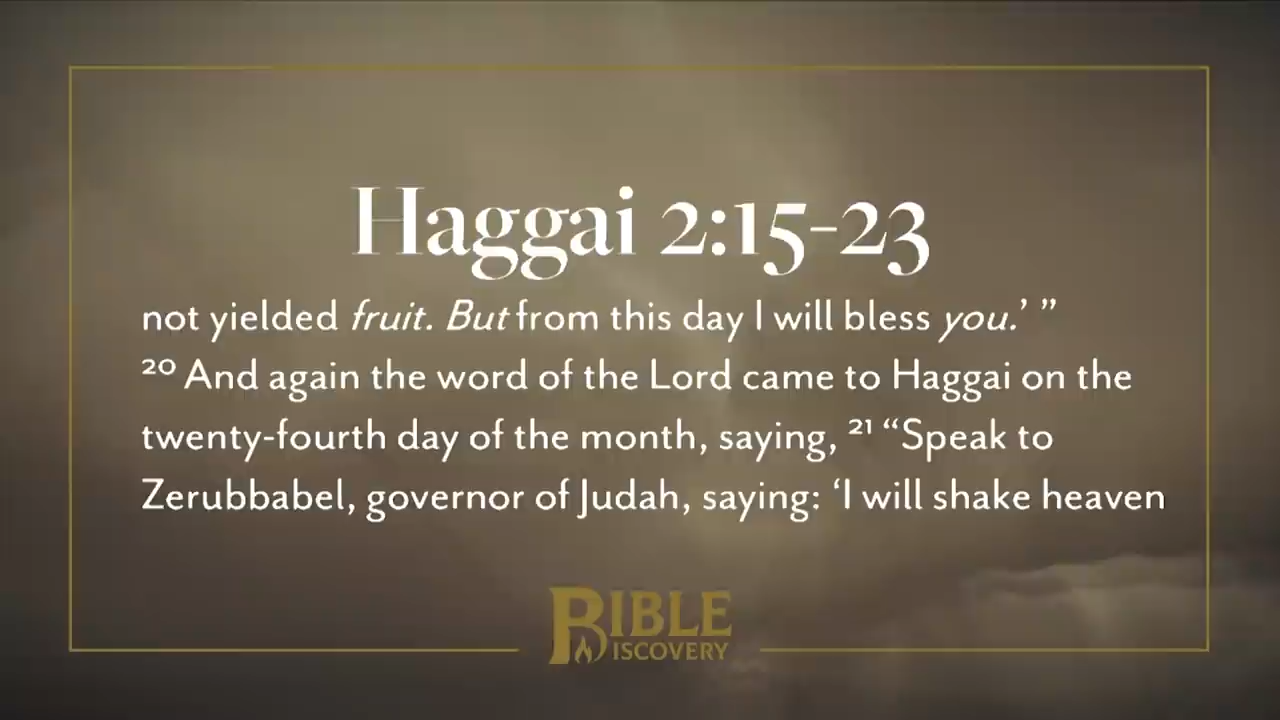 Haggai 2:15-23
not yielded fruit. But from this day I will bless you.’ ”
²⁰ And again the word of the Lord came to Haggai on the
twenty-fourth day of the month, saying, ²¹ “Speak to
Zerubbabel, governor of Judah, saying: ‘I will shake heaven
BIBLE
DISCOVERY